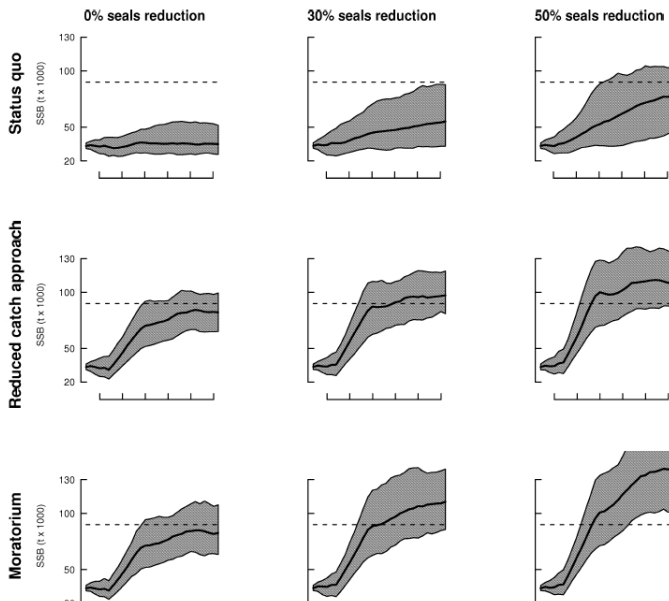 0% seals reduction
30% seals reduction
50% seals reduction
Status quo
SSB (t x 1000)
130
100
50
20
Reduced catch approach
SSB (t x 1000)
130
100
50
20
Moratorium
SSB (t x 1000)
130
100
50